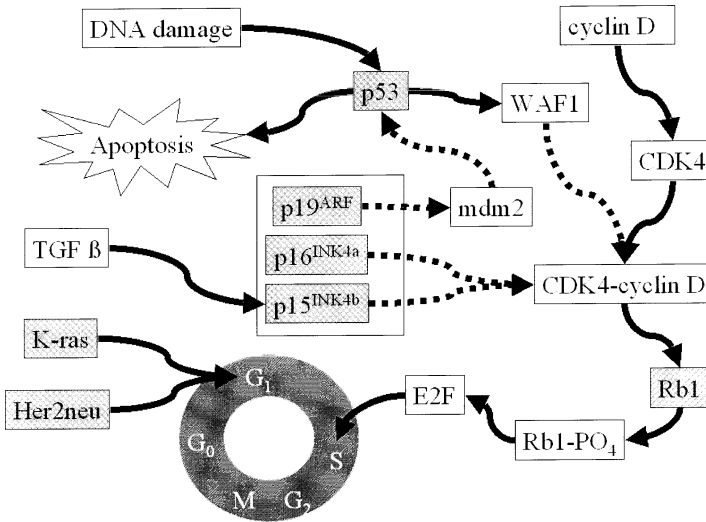 DNA damage
cyclin D
p53
WAF1
Apoptosis
CDK4
p19ARF
mdm2
p16INK4a
TGF ß
CDK4-cyclin D
p15INK4b
K-ras
G1
Rb1
Her2neu
E2F
G0
S
Rb1-PO4
M
G2